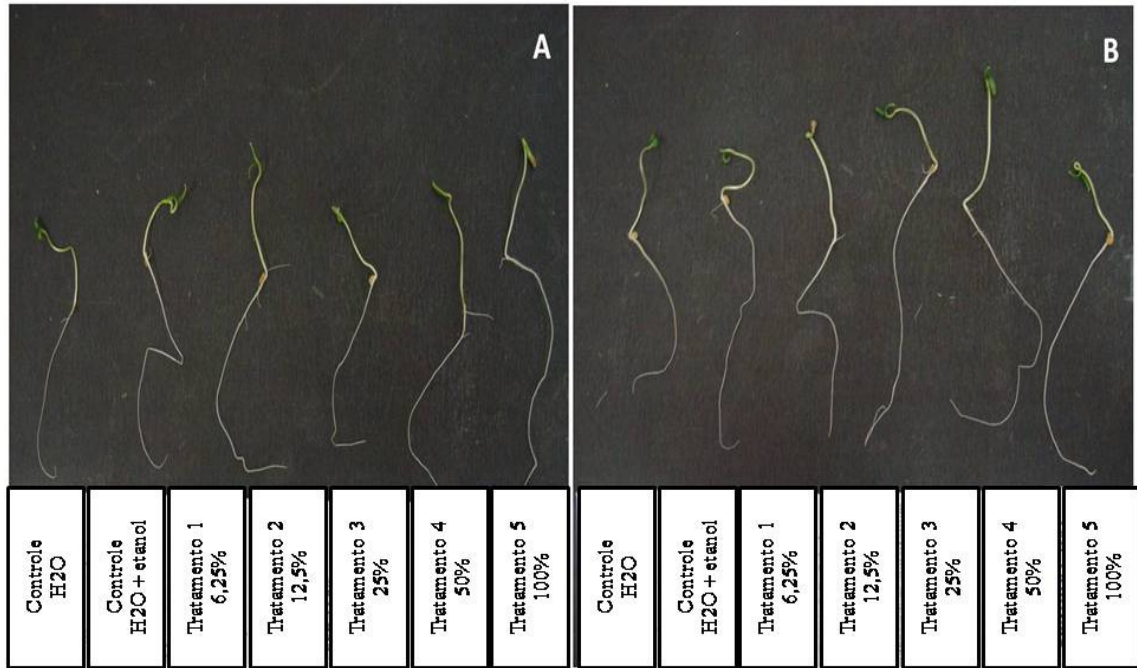 A
B
Controle
H2O
Controle
H2O + etanol
Tratamento 1
6,25%
Tratamento 2
12,5%
Tratamento 3
25%
Tratamento 4
50%
Tratamento 5
100%
Controle
H2O
Controle
H2O + etanol
Tratamento 1
6,25%
Tratamento 2
12,5%
Tratamento 3
25%
Tratamento 4
50%
Tratamento 5
100%